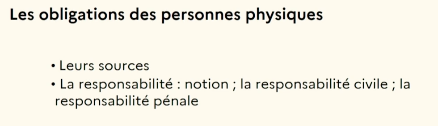 Les obligations des personnes physiques
• Leurs sources
• La responsabilité : notion ; la responsabilité civile ; la
responsabilité pénale